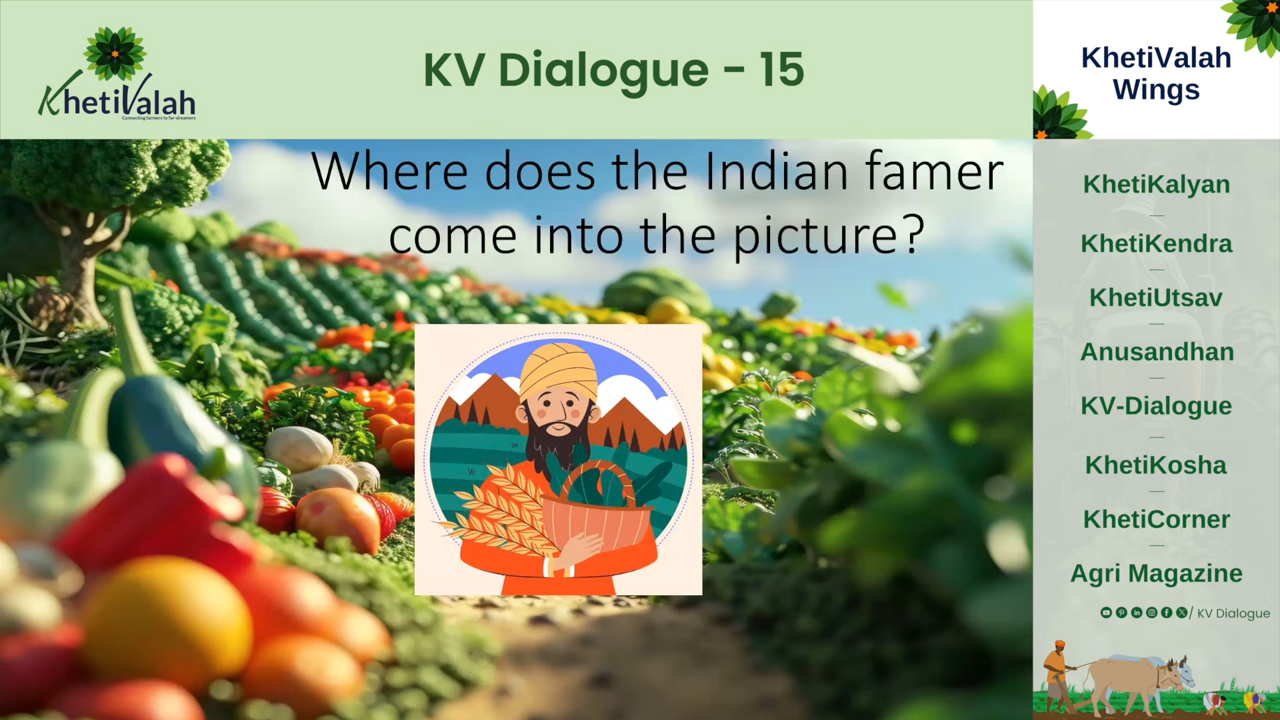 KhetiValah
Connecting farmers to far-dreamers
KV Dialogue - 15
KhetiValah
Wings
Where does the Indian famer
come into the picture?
KhetiKalyan
KhetiKendra
KhetiUtsav
Anusandhan
KV-Dialogue
KhetiKosha
KhetiCorner
Agri Magazine
/ KV Dialogue